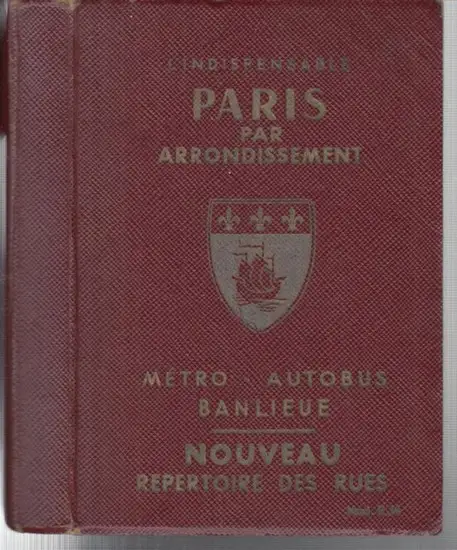 L'INDISPENSABLE
PARIS
PAR
ARRONDISSEMENT
MÉTRO - AUTOBUS
BANLIEUE
NOUVEAU
REPERTOIRE DES RUES